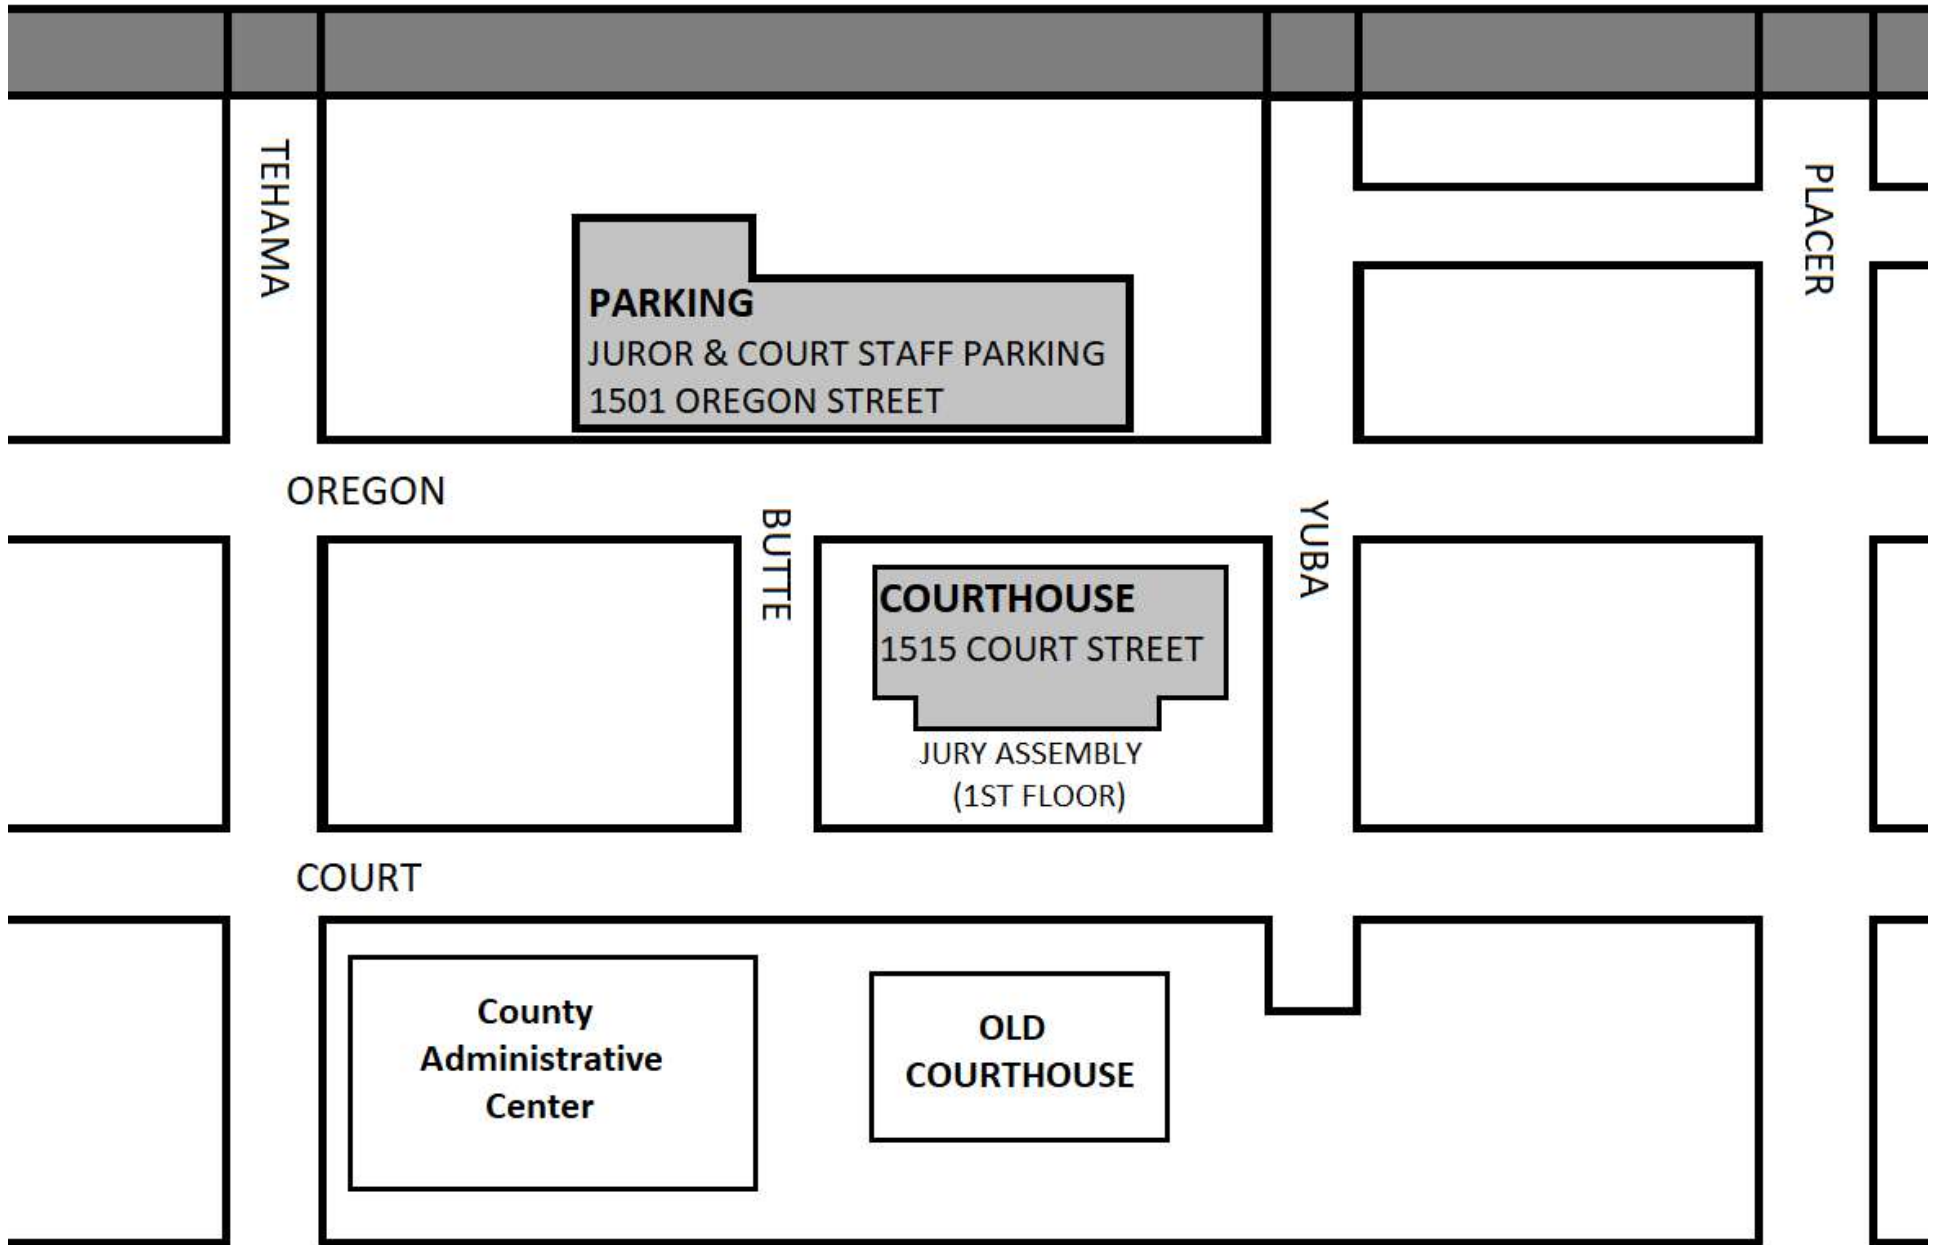 TEHAMA
PLACER
PARKING
JUROR & COURT STAFF PARKING
1501 OREGON STREET
OREGON
BUTTE
YUBA
COURTHOUSE
1515 COURT STREET
JURY ASSEMBLY
(1ST FLOOR)
COURT
County
Administrative
Center
OLD
COURTHOUSE